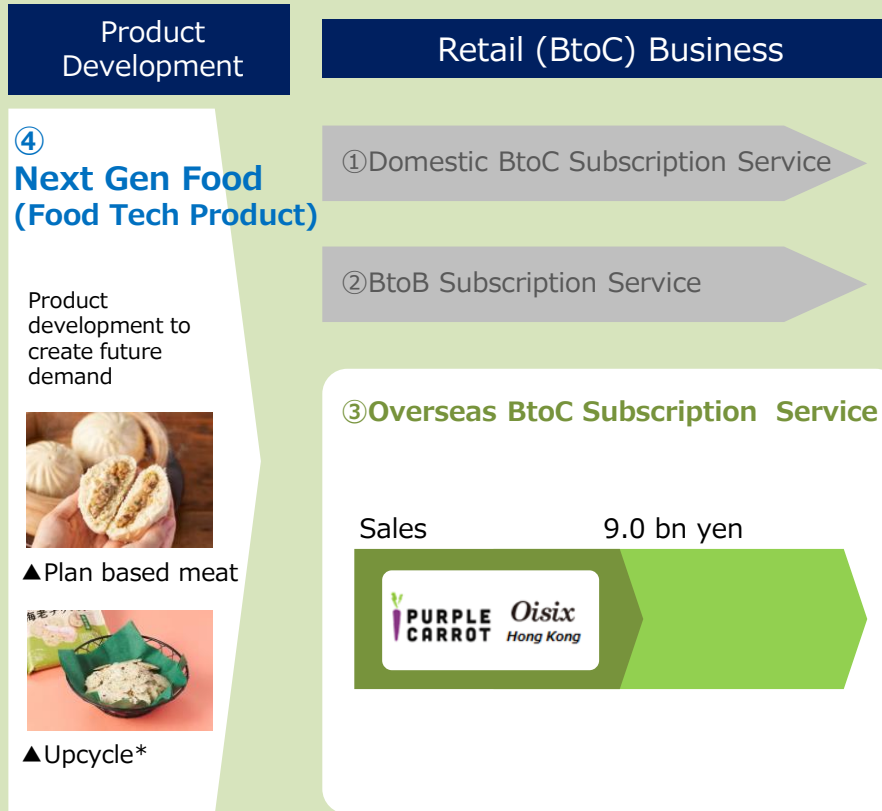 Product
Development
Retail (BtoC) Business
④
Next Gen Food
(Food Tech Product)
Product
development to
create future
demand
▲Plan based meat
▲Upcycle*
①Domestic BtoC Subscription Service
②BtoB Subscription Service
③Overseas BtoC Subscription Service
Sales 9.0 bn yen
PURPLE
CARROT
Oisix
Hong Kong